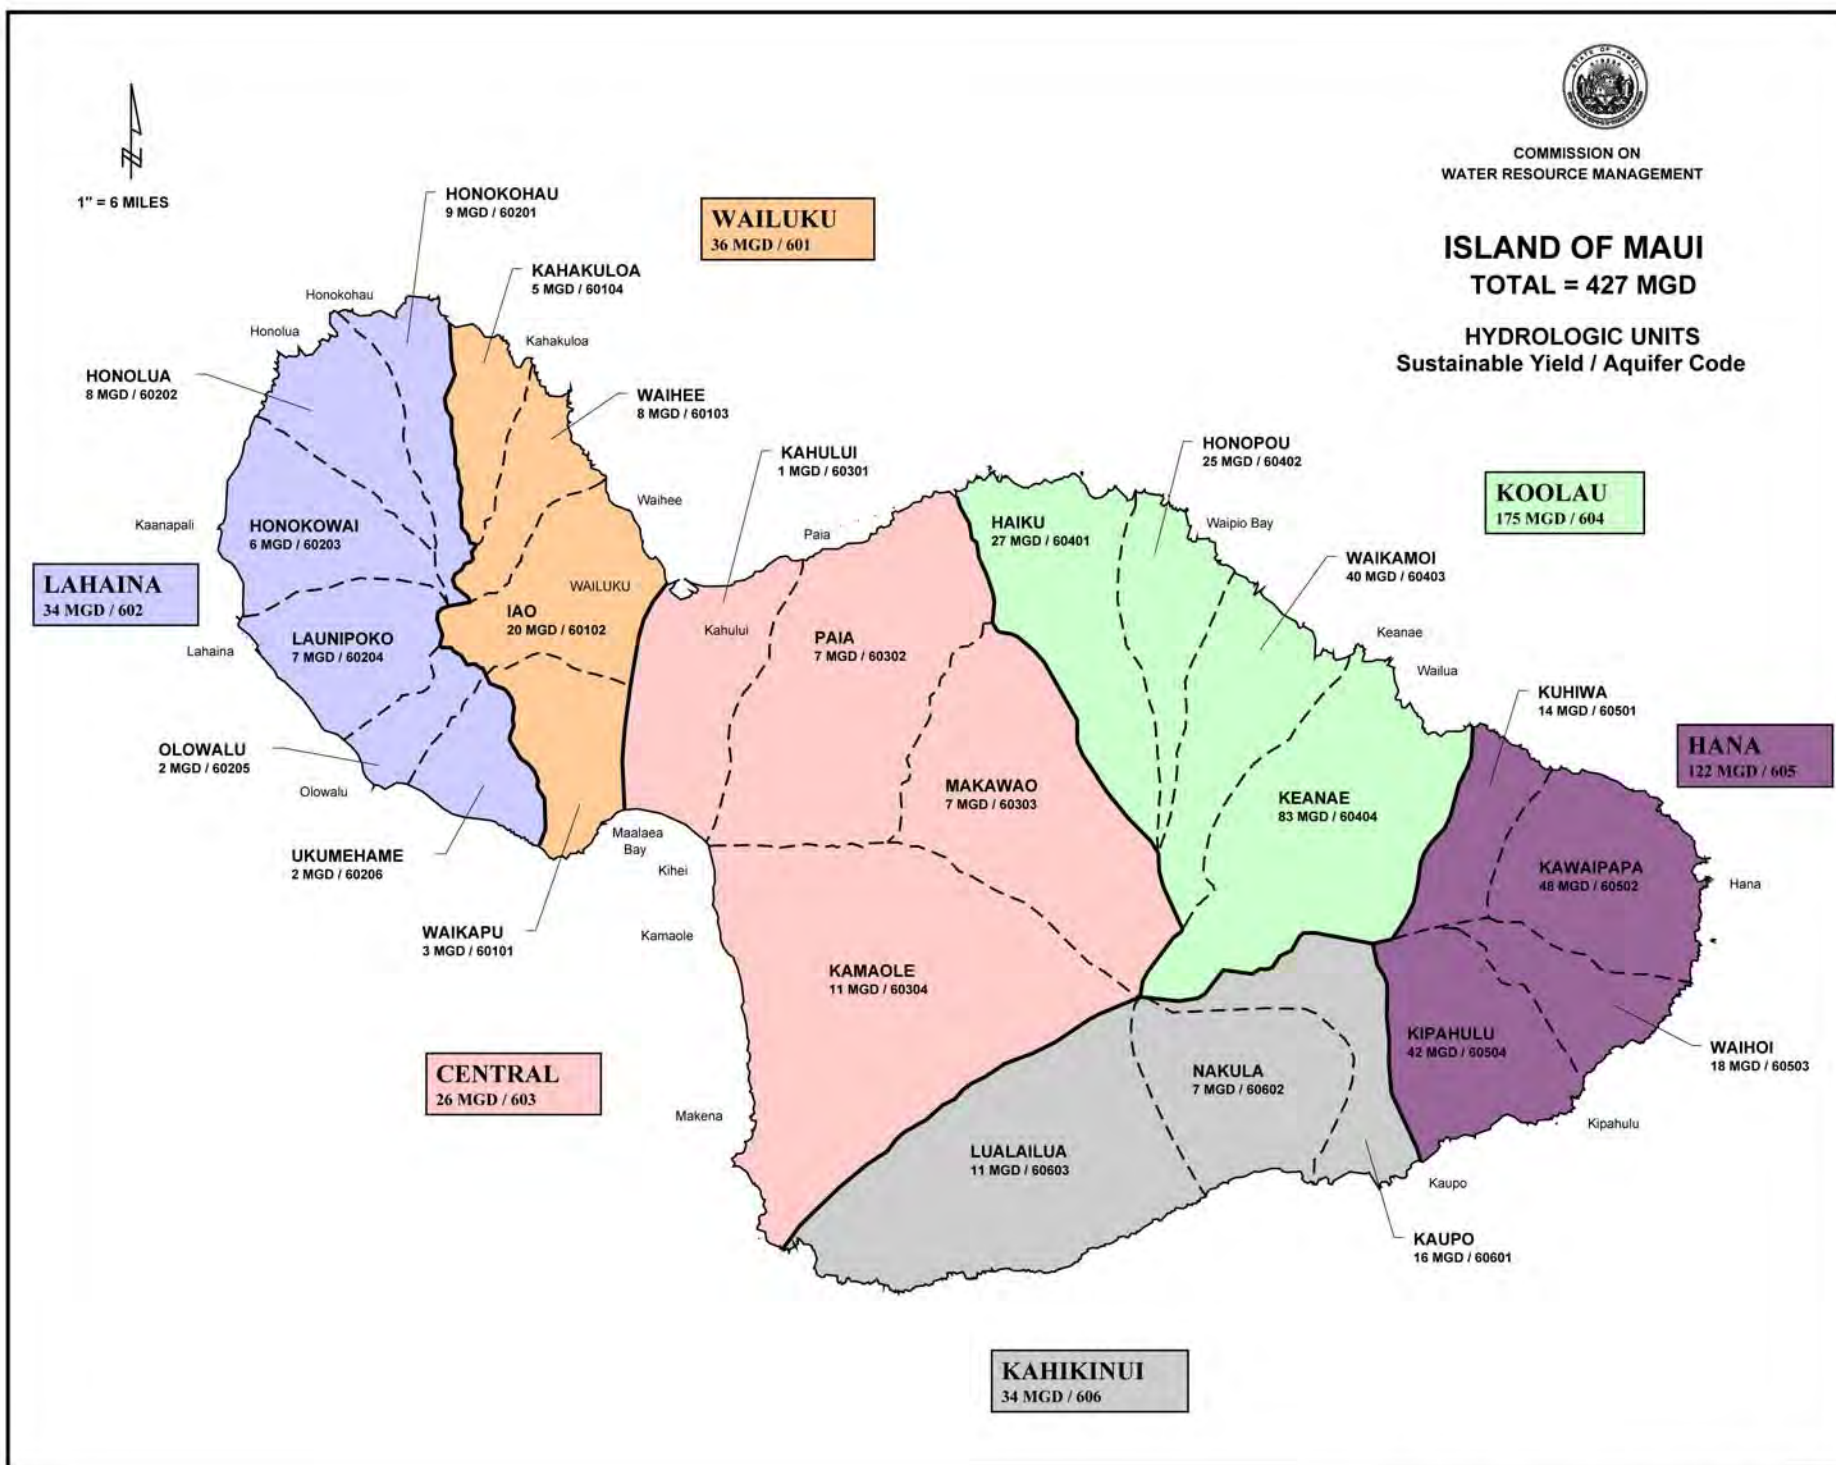 COMMISSION ON
WATER RESOURCE MANAGEMENT
ISLAND OF MAUI
TOTAL = 427 MGD
HYDROLOGIC UNITS
Sustainable Yield / Aquifer Code
1" = 6 MILES
HONOKOHAU
9 MGD / 60201
WAILUKU
36 MGD / 601
KAHAKULOA
5 MGD / 60104
Honokohau
Honolua
Kahakuloa
HONOLUA
8 MGD / 60202
WAIHEE
8 MGD / 60103
KAHULUI
1 MGD / 60301
HONOPOU
25 MGD / 60402
KOOLAU
175 MGD / 604
Waihee
Kaanapali
HONOKOWAI
6 MGD / 60203
Paia
HAIKU
27 MGD / 60401
Waipio Bay
WAIKAMOI
40 MGD / 60403
LAHAINA
34 MGD / 602
WAILUKU
IAO
20 MGD / 60102
Kahului
LAUNIPOKO
7 MGD / 60204
PAIA
7 MGD / 60302
Lahaina
Keanae
Wailua
KUHIWA
14 MGD / 60501
HANA
122 MGD / 605
OLOWALU
2 MGD / 60205
Olowalu
MAKAWAO
7 MGD / 60303
KEANAE
83 MGD / 60404
Maalaea
Bay
UKUMEHAME
2 MGD / 60206
Kihei
KAWAIPAPA
48 MGD / 60502
Hana
WAIKAPU
3 MGD / 60101
Kamaole
KAMAOLE
11 MGD / 60304
KIPAHULU
42 MGD / 60504
WAIHOI
18 MGD / 60503
CENTRAL
26 MGD / 603
NAKULA
7 MGD / 60602
Makena
Kipahulu
LUALAILUA
11 MGD / 60603
Kaupo
KAUPO
16 MGD / 60601
KAHIKINUI
34 MGD / 606